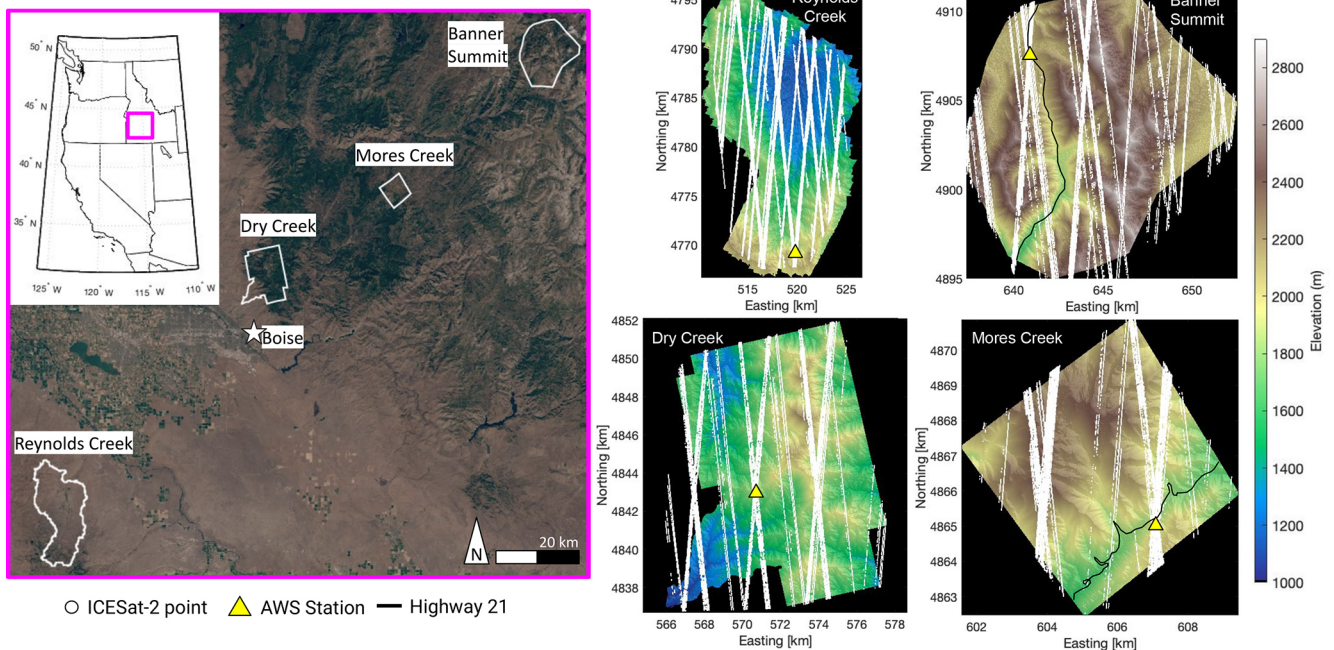 50° N
45° N
40° N
35° N
125° W
120° W
115° W
110° W
Banner
Summit
Mores Creek
Dry Creek
Boise
Reynolds Creek
N
20 km
ICESat-2 point
AWS Station
Highway 21
Reynolds
Creek
Northing [km]
4795
4790
4785
4780
4775
4770
515
520
525
Easting [km]
Banner
Summit
Northing [km]
4910
4905
4900
4895
640
645
650
Easting [km]
Dry Creek
Northing [km]
4852
4850
4848
4846
4844
4842
4840
4838
566
568
570
572
574
576
578
Easting [km]
Mores Creek
Northing [km]
4870
4869
4868
4867
4866
4865
4864
4863
602
604
606
608
Easting [km]
2800
2600
2400
2200
2000
1800
1600
1400
1200
1000
Elevation (m)